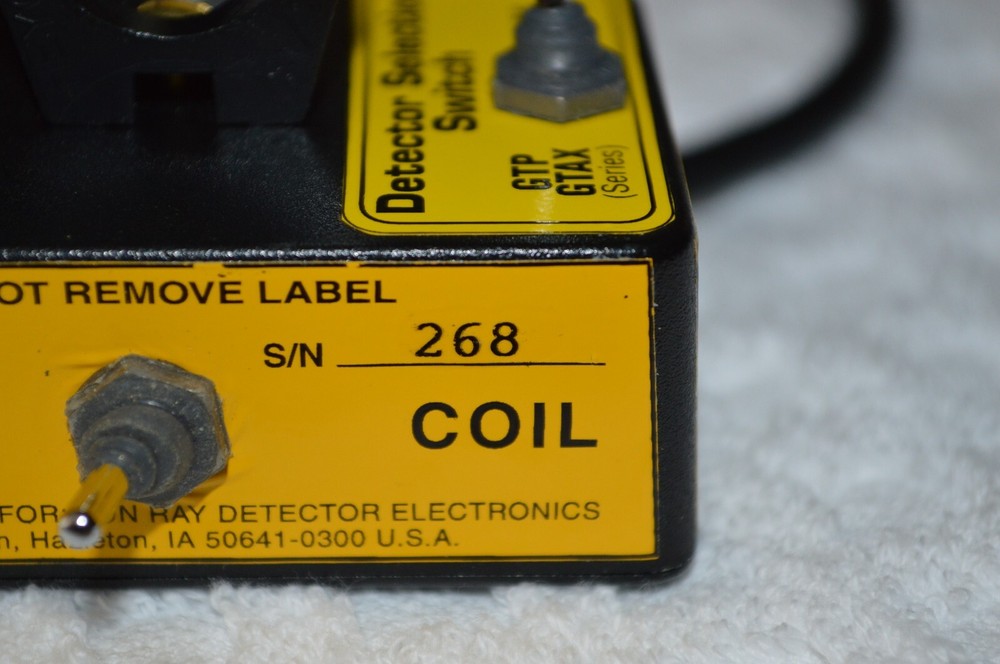 Detector Selection
Switch
GTP
GTAX
(Series)
OT REMOVE LABEL
S/N 268
COIL
FOR RAY DETECTOR ELECTRONICS
n, Hazleton, IA 50641-0300 U.S.A.